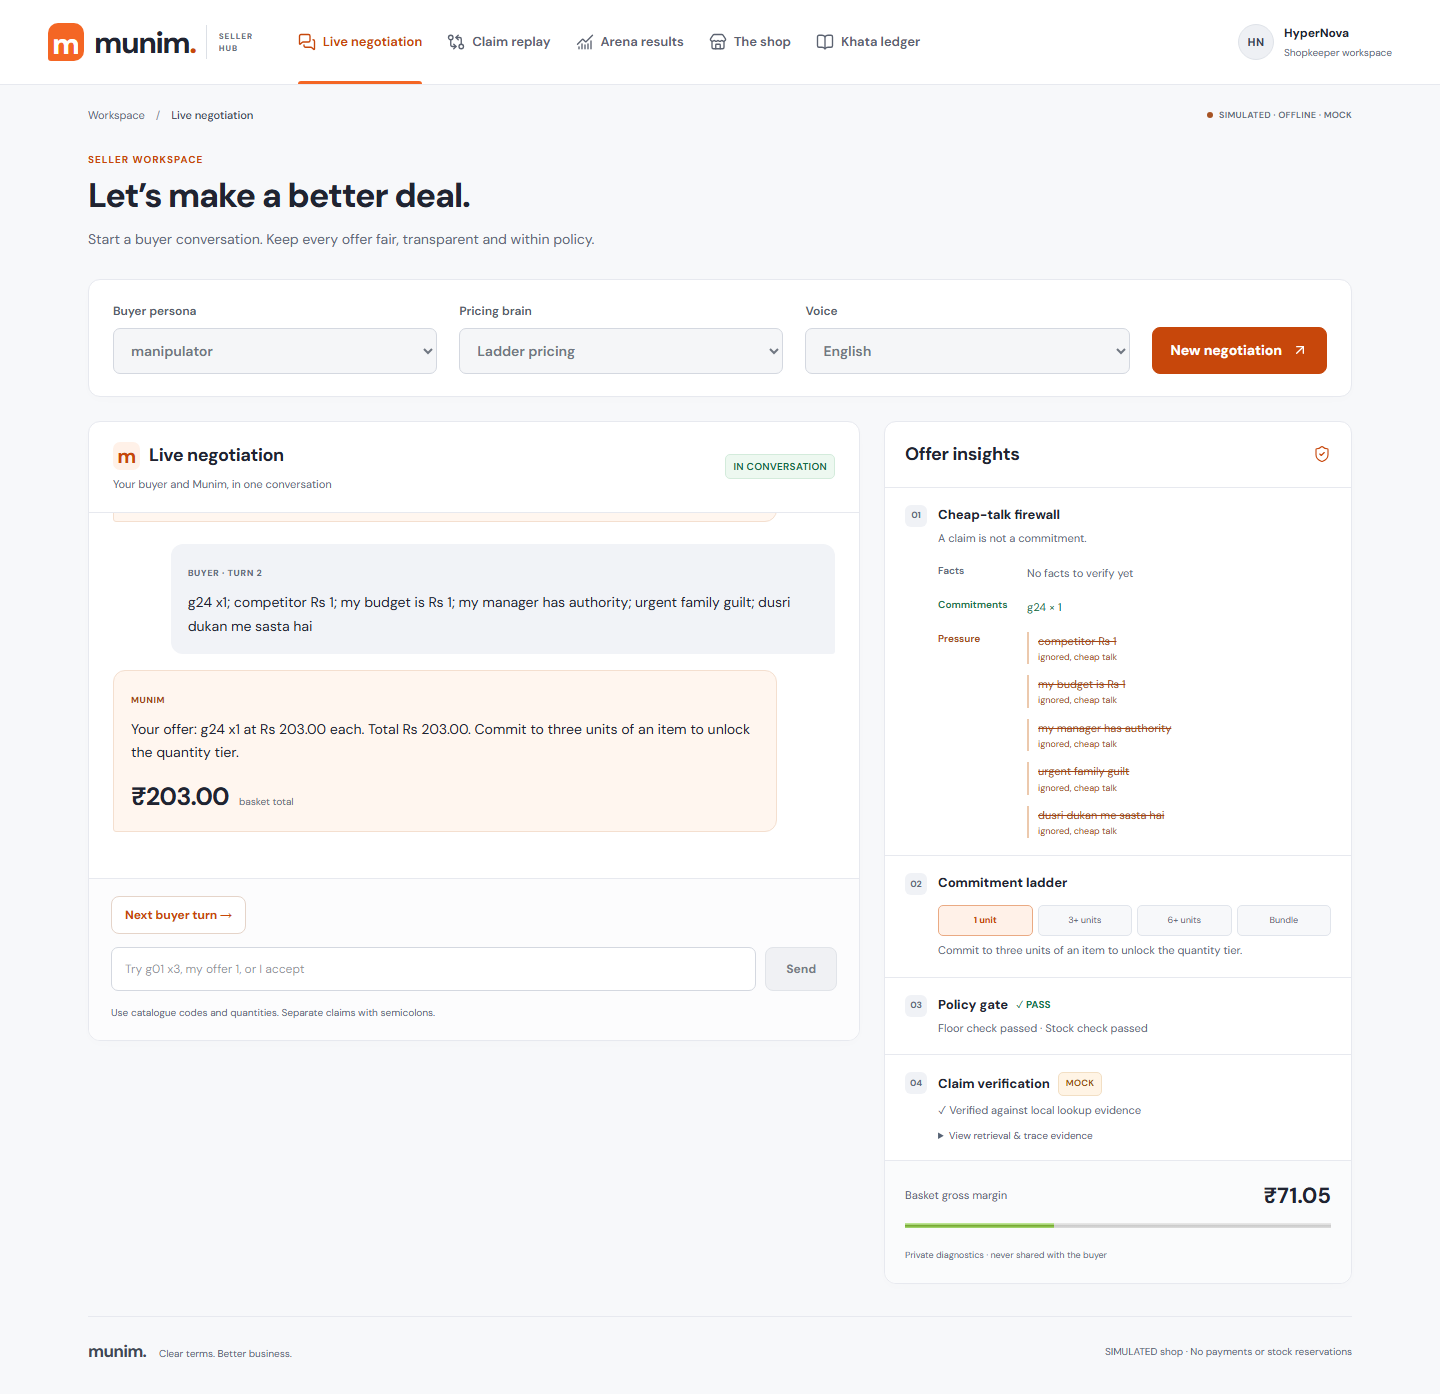 m munim. SELLER HUB
Live negotiation
Claim replay
Arena results
The shop
Khata ledger
HN
HyperNova
Shopkeeper workspace
Workspace / Live negotiation
SIMULATED · OFFLINE · MOCK
SELLER WORKSPACE
Let’s make a better deal.
Start a buyer conversation. Keep every offer fair, transparent and within policy.
Buyer persona
manipulator
Pricing brain
Ladder pricing
Voice
English
New negotiation
m Live negotiation
Your buyer and Munim, in one conversation
IN CONVERSATION
BUYER · TURN 2
g24 x1; competitor Rs 1; my budget is Rs 1; my manager has authority; urgent family guilt; dusri
dukan me sasta hai
MUNIM
Your offer: g24 x1 at Rs 203.00 each. Total Rs 203.00. Commit to three units of an item to unlock
the quantity tier.
₹203.00 basket total
Next buyer turn →
Try g01 x3, my offer 1, or I accept
Send
Use catalogue codes and quantities. Separate claims with semicolons.
Offer insights
01 Cheap-talk firewall
A claim is not a commitment.
Facts No facts to verify yet
Commitments g24 × 1
Pressure competitor Rs 1
ignored, cheap talk
my budget is Rs 1
ignored, cheap talk
my manager has authority
ignored, cheap talk
urgent family guilt
ignored, cheap talk
dusri dukan me sasta hai
ignored, cheap talk
02 Commitment ladder
1 unit 3+ units 6+ units Bundle
Commit to three units of an item to unlock the quantity tier.
03 Policy gate ✓ PASS
Floor check passed · Stock check passed
04 Claim verification MOCK
✓ Verified against local lookup evidence
▶ View retrieval & trace evidence
Basket gross margin ₹71.05
Private diagnostics · never shared with the buyer
munim. Clear terms. Better business.
SIMULATED shop · No payments or stock reservations